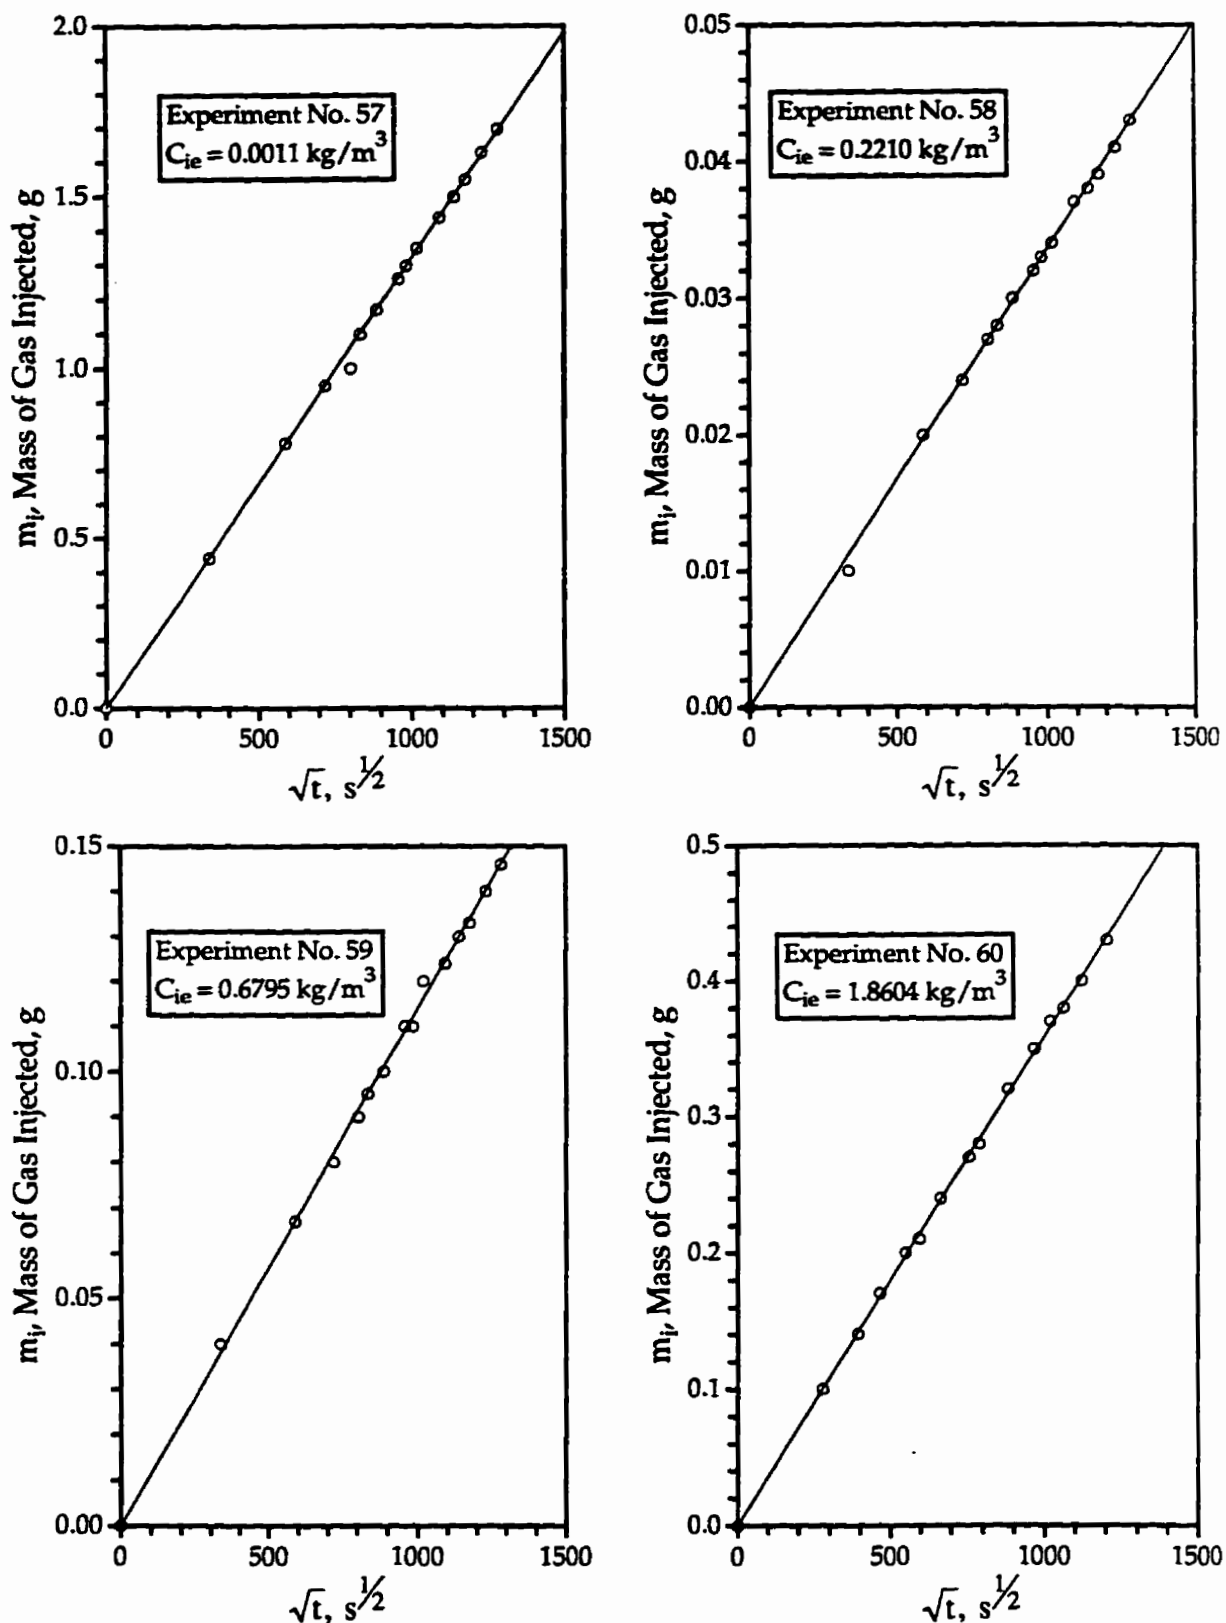 2.0
1.5
1.0
0.5
0.0
m_i, Mass of Gas Injected, g
Experiment No. 57
C_ie = 0.0011 kg/m³
0 500 1000 1500
√t, s^½
0.05
0.04
0.03
0.02
0.01
0.00
m_i, Mass of Gas Injected, g
Experiment No. 58
C_ie = 0.2210 kg/m³
0 500 1000 1500
√t, s^½
0.15
0.10
0.05
0.00
m_i, Mass of Gas Injected, g
Experiment No. 59
C_ie = 0.6795 kg/m³
0 500 1000 1500
√t, s^½
0.5
0.4
0.3
0.2
0.1
0.0
m_i, Mass of Gas Injected, g
Experiment No. 60
C_ie = 1.8604 kg/m³
0 500 1000 1500
√t, s^½